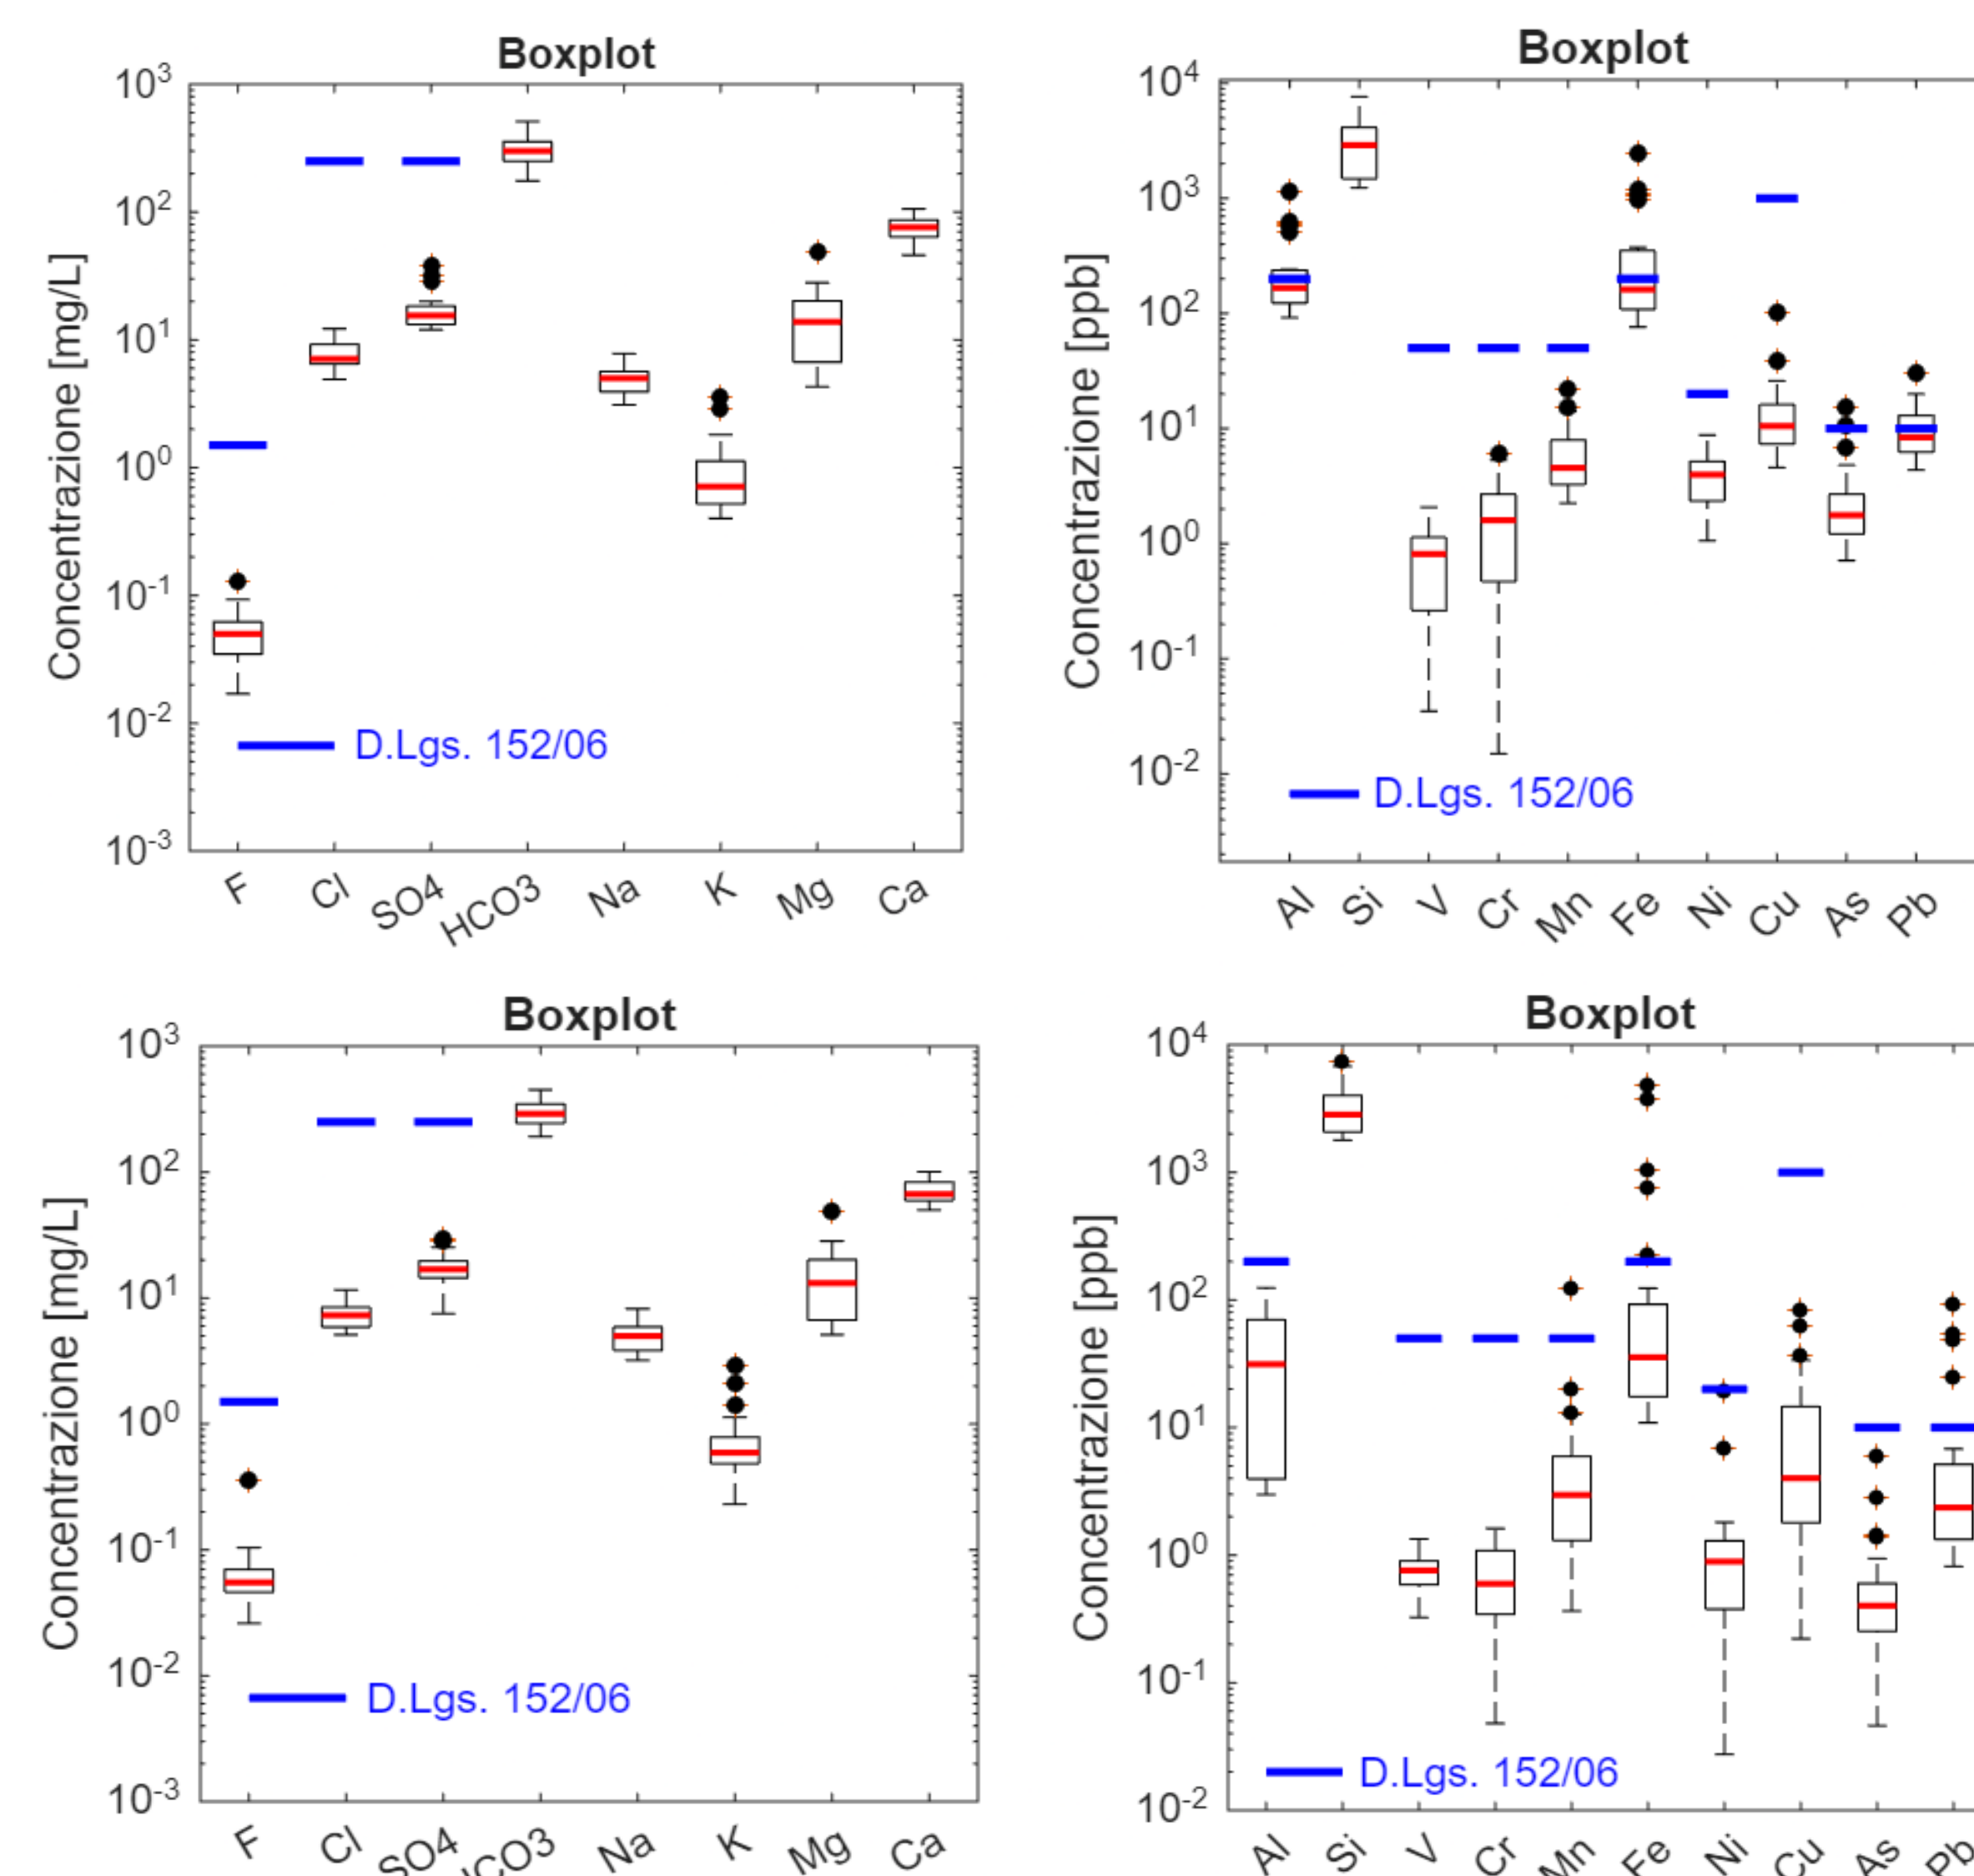 Boxplot
10^3
10^2
10^1
10^0
10^-1
10^-2
10^-3
Concentrazione [mg/L]
D.Lgs. 152/06
F Cl SO4 HCO3 Na K Mg Ca
Boxplot
10^4
10^3
10^2
10^1
10^0
10^-1
10^-2
Concentrazione [ppb]
D.Lgs. 152/06
Al Si V Cr Mn Fe Ni Cu As Pb
Boxplot
10^3
10^2
10^1
10^0
10^-1
10^-2
10^-3
Concentrazione [mg/L]
D.Lgs. 152/06
F Cl SO4 HCO3 Na K Mg Ca
Boxplot
10^4
10^3
10^2
10^1
10^0
10^-1
10^-2
Concentrazione [ppb]
D.Lgs. 152/06
Al Si V Cr Mn Fe Ni Cu As Pb